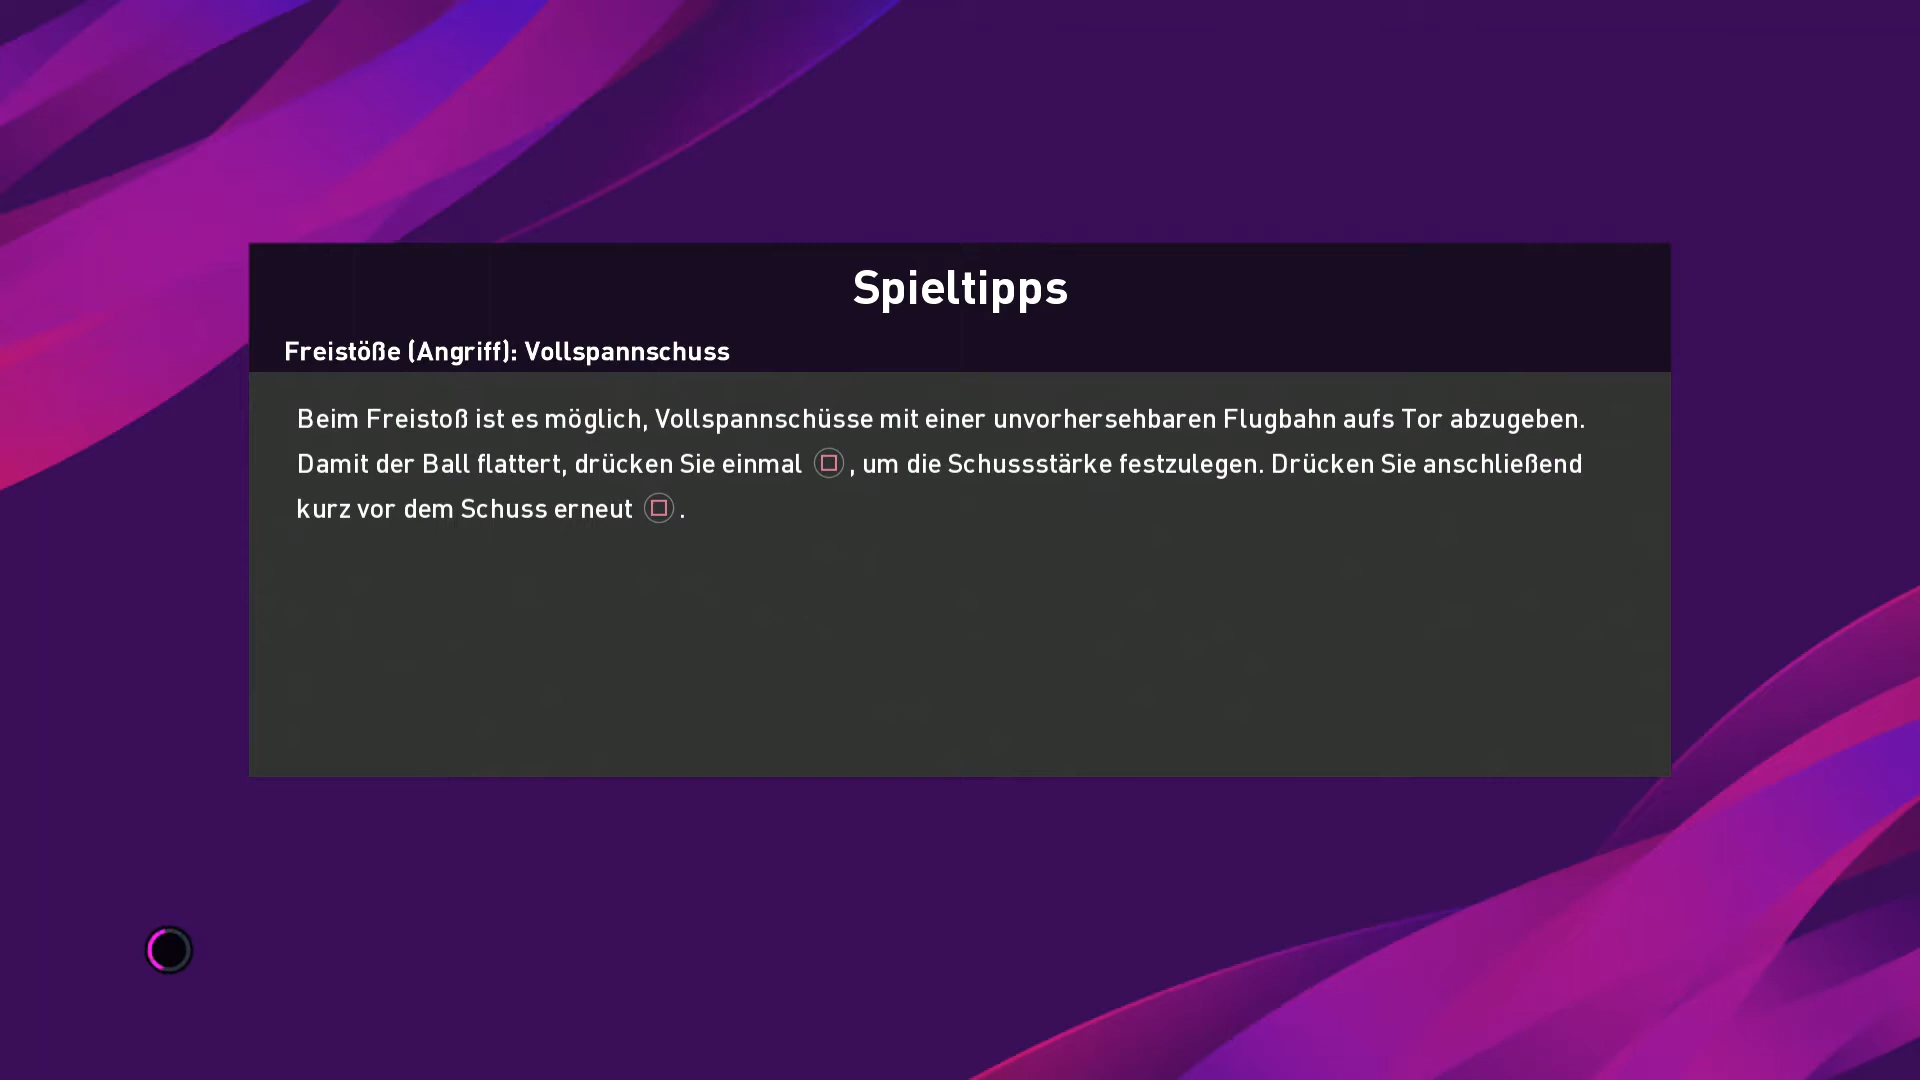 Spieltipps
Freistöße (Angriff): Vollspannschuss
Beim Freistoß ist es möglich, Vollspannschüsse mit einer unvorhersehbaren Flugbahn aufs Tor abzugeben.
Damit der Ball flattert, drücken Sie einmal □, um die Schussstärke festzulegen. Drücken Sie anschließend
kurz vor dem Schuss erneut □.